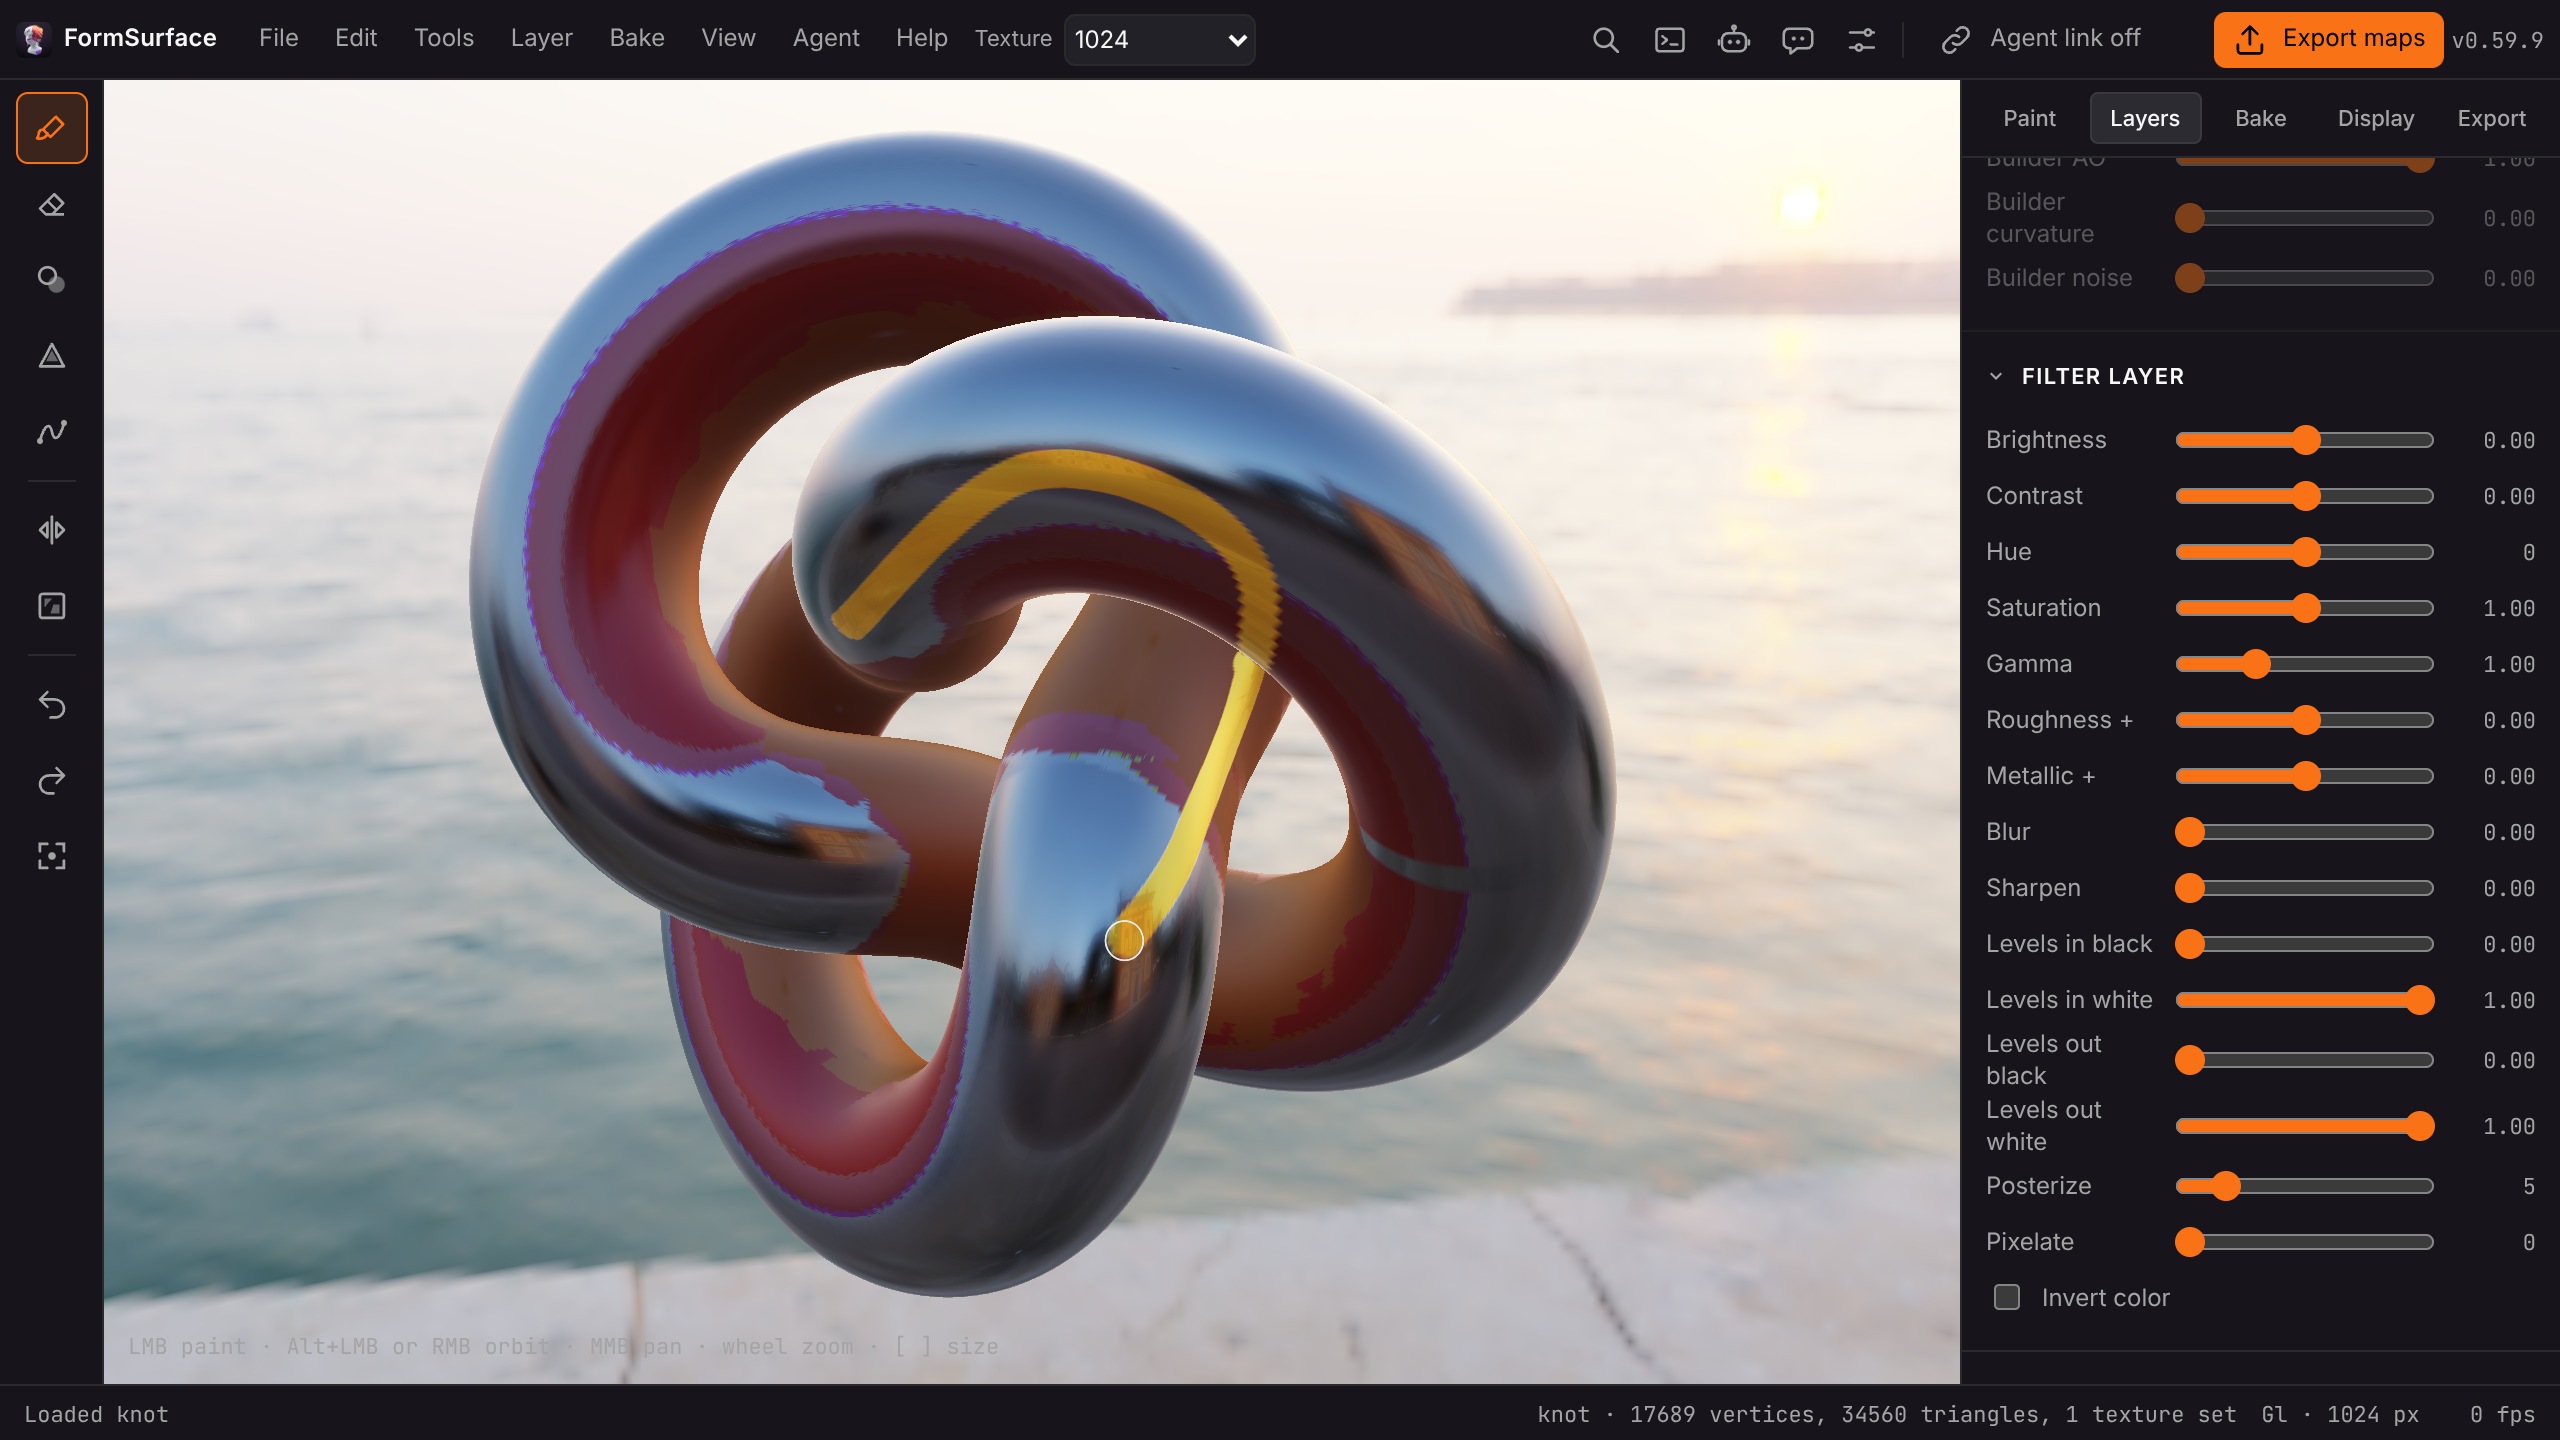 FormSurface File Edit Tools Layer Bake View Agent Help Texture 1024 Agent link off Export maps v0.59.9
Paint Layers Bake Display Export
Builder AO 1.00
Builder curvature 0.00
Builder noise 0.00
FILTER LAYER
Brightness 0.00
Contrast 0.00
Hue 0
Saturation 1.00
Gamma 1.00
Roughness + 0.00
Metallic + 0.00
Blur 0.00
Sharpen 0.00
Levels in black 0.00
Levels in white 1.00
Levels out black 0.00
Levels out white 1.00
Posterize 5
Pixelate 0
Invert color
LMB paint · Alt+LMB or RMB orbit · MMB pan · wheel zoom · [ ] size
Loaded knot knot · 17689 vertices, 34560 triangles, 1 texture set Gl · 1024 px 0 fps